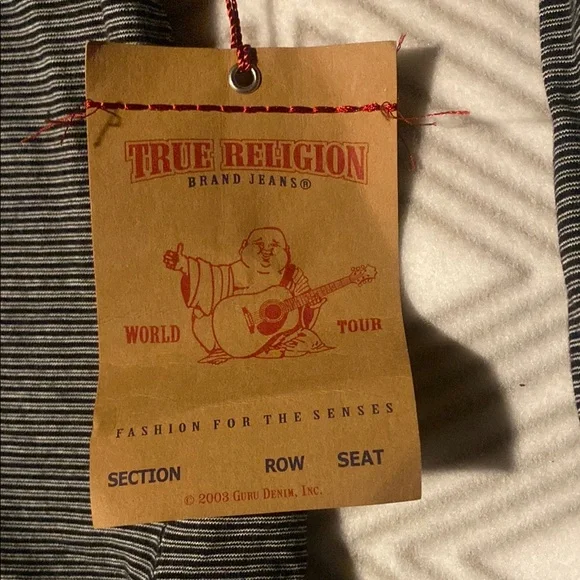 TRUE RELIGION
BRAND JEANS®
WORLD TOUR
FASHION FOR THE SENSES
SECTION ROW SEAT
© 2003 GURU DENIM, INC.